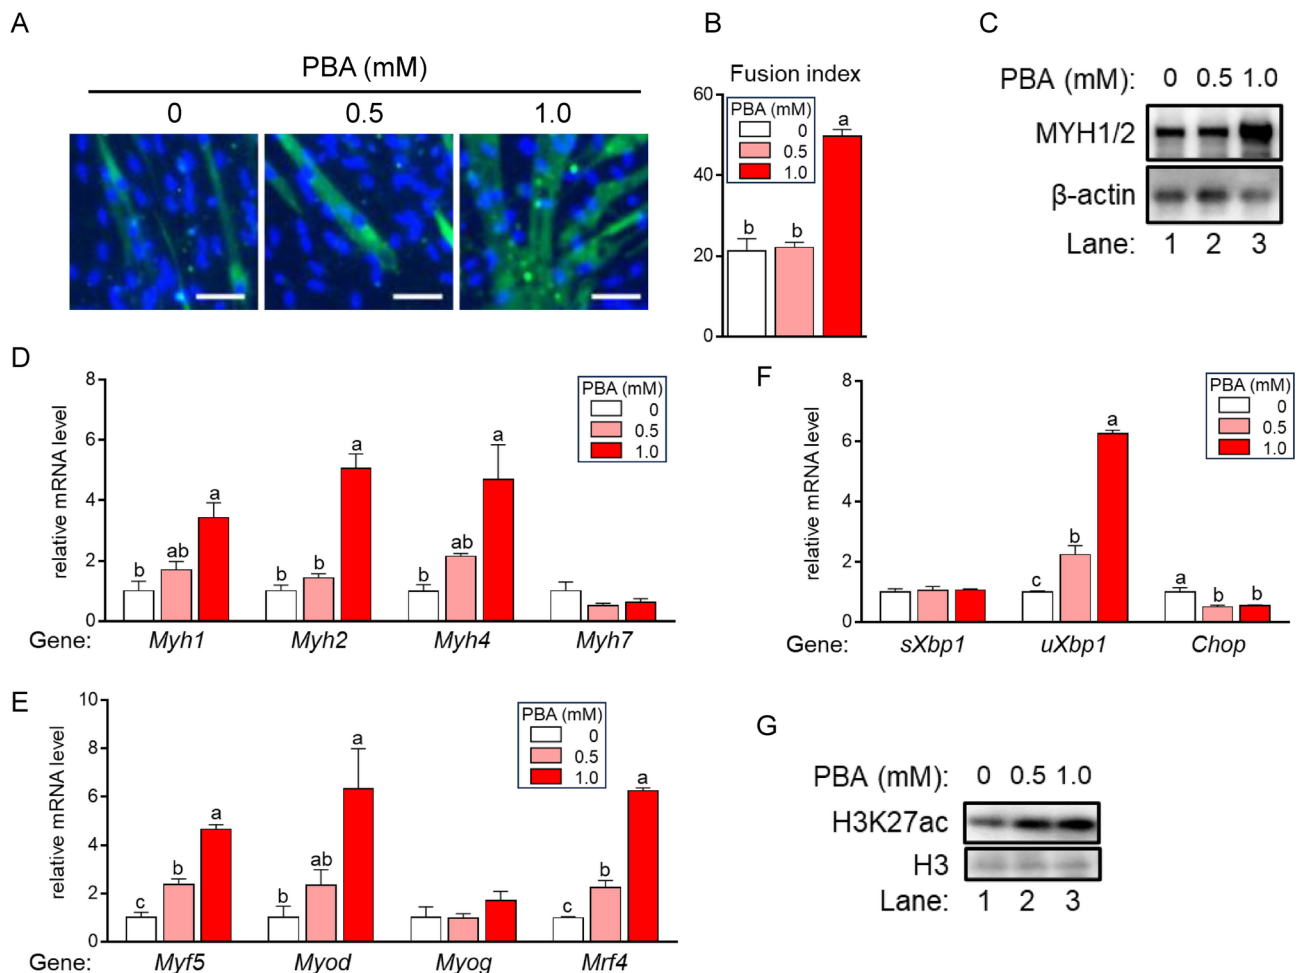 A
PBA (mM)
0 0.5 1.0
B
Fusion index
60
40
20
0
PBA (mM)
0
0.5
1.0
b b a
C
PBA (mM): 0 0.5 1.0
MYH1/2
β-actin
Lane: 1 2 3
D
relative mRNA level
8
6
4
2
0
PBA (mM)
0
0.5
1.0
b ab a b b a b ab a
Gene: Myh1 Myh2 Myh4 Myh7
E
relative mRNA level
10
8
6
4
2
0
PBA (mM)
0
0.5
1.0
c b a b ab a c b a
Gene: Myf5 Myod Myog Mrf4
F
relative mRNA level
8
6
4
2
0
PBA (mM)
0
0.5
1.0
c b a a b b
Gene: sXbp1 uXbp1 Chop
G
PBA (mM): 0 0.5 1.0
H3K27ac
H3
Lane: 1 2 3